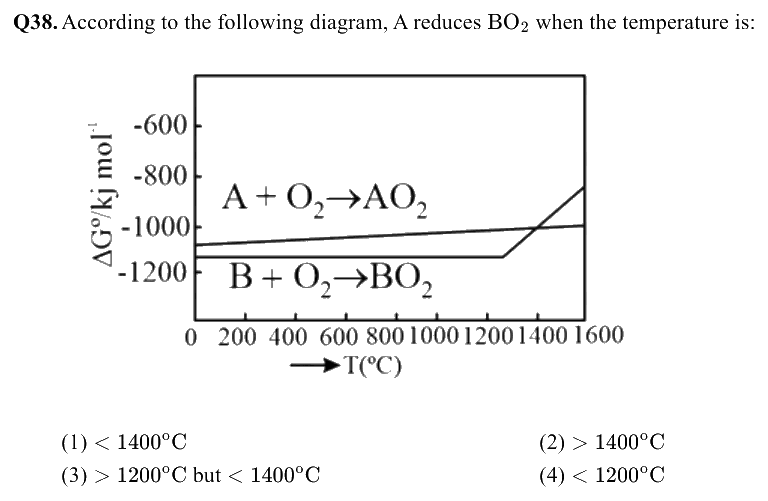 Q38. According to the following diagram, A reduces BO₂ when the temperature is:
ΔG°/kj mol⁻¹
-600
-800
A + O₂→AO₂
-1000
-1200
B + O₂→BO₂
0 200 400 600 800 1000 1200 1400 1600
→T(°C)
(1) < 1400°C (2) > 1400°C
(3) > 1200°C but < 1400°C (4) < 1200°C